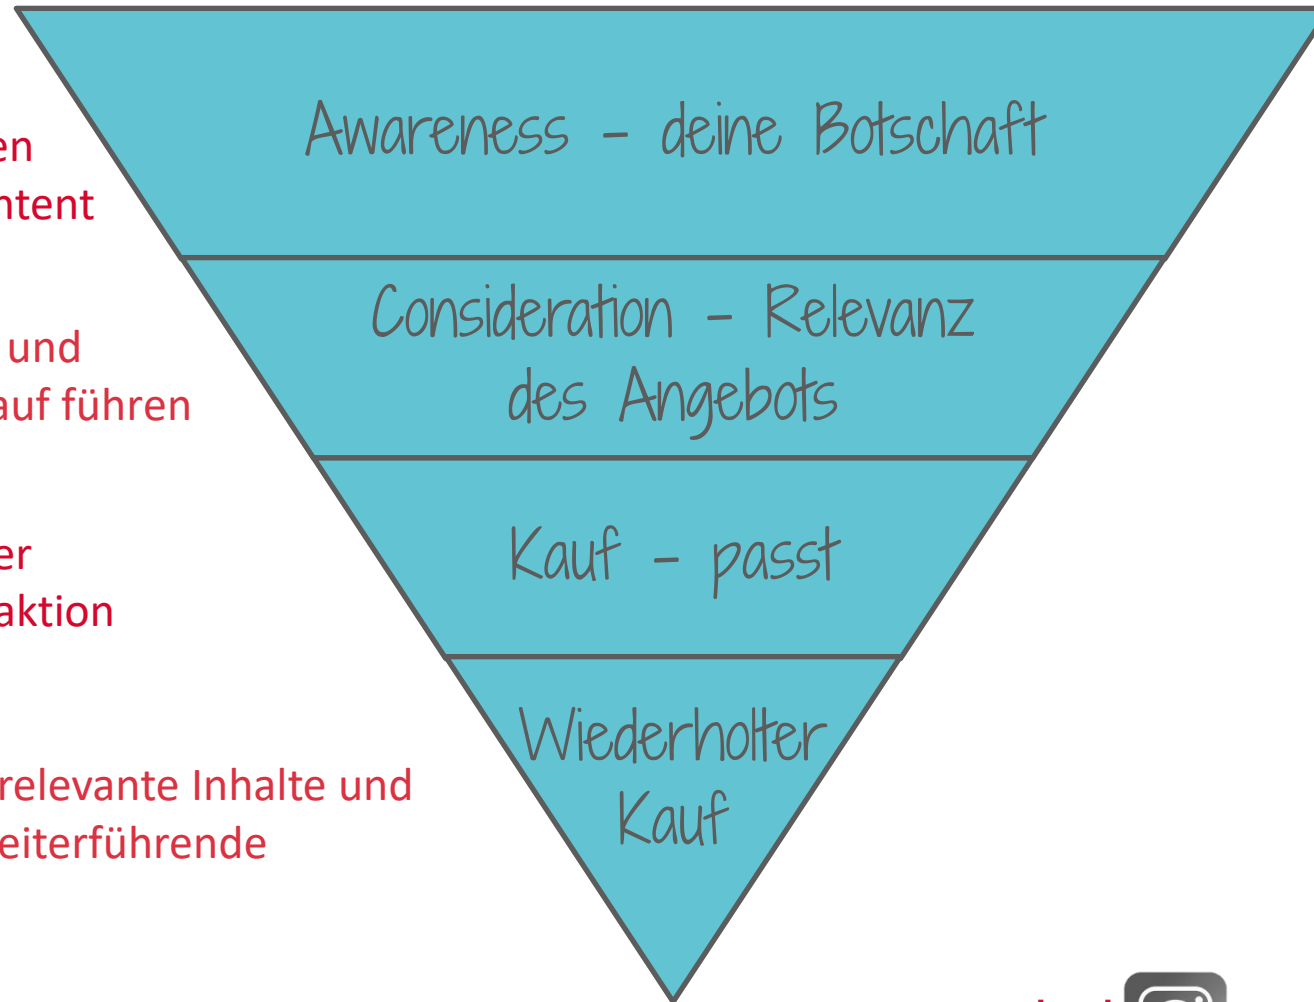 Awareness - deine Botschaft
en
ntent
Consideration - Relevanz
des Angebots
und
auf führen
Kauf - passt
er
aktion
Wiederholter
Kauf
relevante Inhalte und
eiterführende